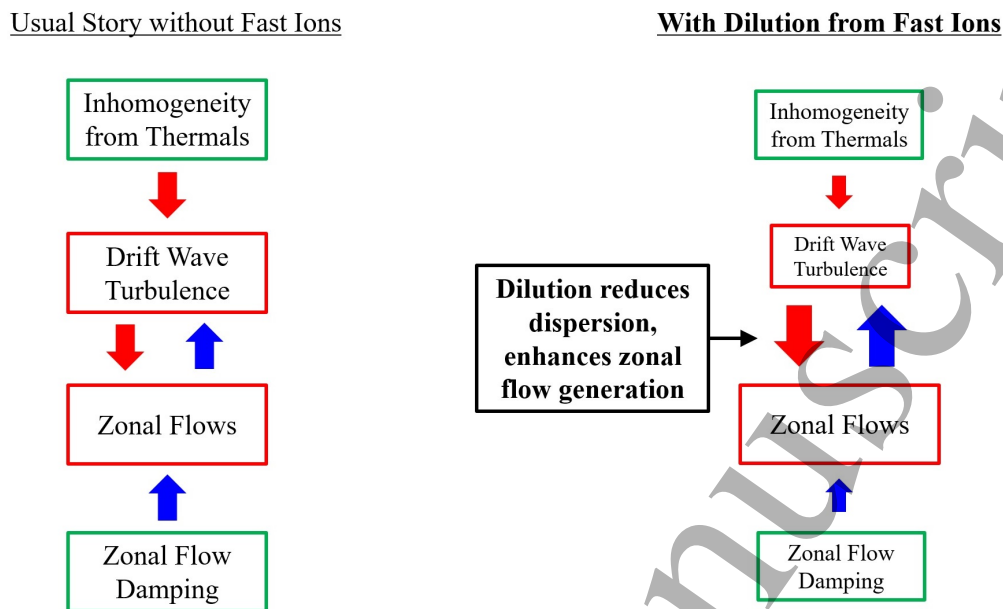 Usual Story without Fast Ions
Inhomogeneity
from Thermals
Drift Wave
Turbulence
Zonal Flows
Zonal Flow
Damping
With Dilution from Fast Ions
Inhomogeneity
from Thermals
Drift Wave
Turbulence
Dilution reduces
dispersion,
enhances zonal
flow generation
Zonal Flows
Zonal Flow
Damping
nuscri